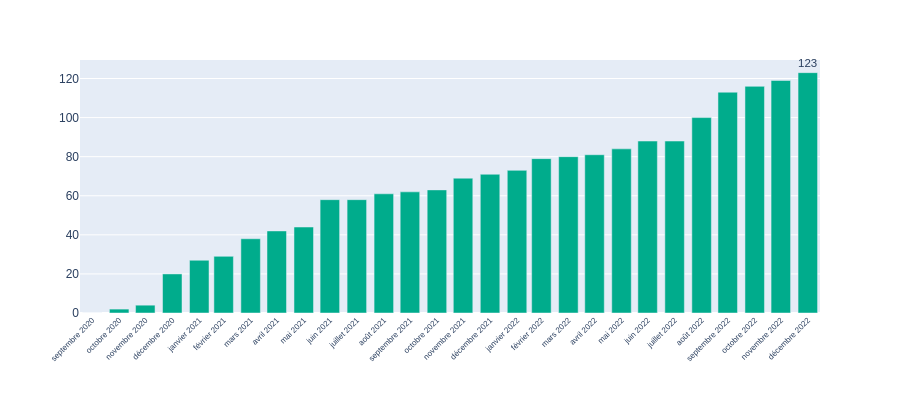 123
120
100
80
60
40
20
0
septembre 2020
octobre 2020
novembre 2020
décembre 2020
janvier 2021
février 2021
mars 2021
avril 2021
mai 2021
juin 2021
juillet 2021
août 2021
septembre 2021
octobre 2021
novembre 2021
décembre 2021
janvier 2022
février 2022
mars 2022
avril 2022
mai 2022
juin 2022
juillet 2022
août 2022
septembre 2022
octobre 2022
novembre 2022
décembre 2022